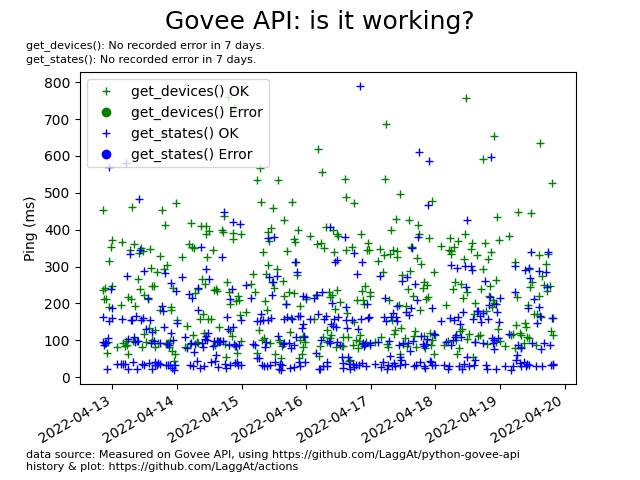 Govee API: is it working?
get_devices(): No recorded error in 7 days.
get_states(): No recorded error in 7 days.
800
700
600
500
400
300
200
100
0
Ping (ms)
get_devices() OK
get_devices() Error
get_states() OK
get_states() Error
2022-04-13
2022-04-14
2022-04-15
2022-04-16
2022-04-17
2022-04-18
2022-04-19
2022-04-20
data source: Measured on Govee API, using https://github.com/LaggAt/python-govee-api
history & plot: https://github.com/LaggAt/actions